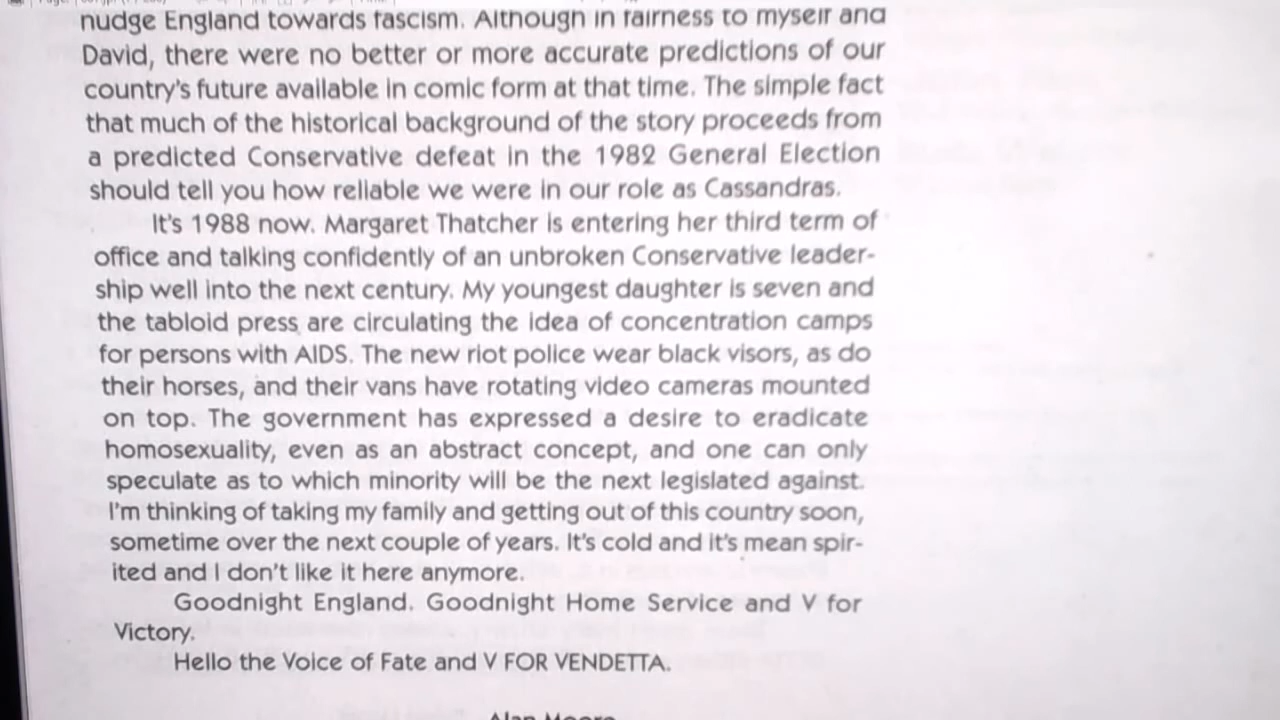 nudge England towards fascism. Although in fairness to myself and
David, there were no better or more accurate predictions of our
country's future available in comic form at that time. The simple fact
that much of the historical background of the story proceeds from
a predicted Conservative defeat in the 1982 General Election
should tell you how reliable we were in our role as Cassandras.
It's 1988 now. Margaret Thatcher is entering her third term of
office and talking confidently of an unbroken Conservative leader-
ship well into the next century. My youngest daughter is seven and
the tabloid press are circulating the idea of concentration camps
for persons with AIDS. The new riot police wear black visors, as do
their horses, and their vans have rotating video cameras mounted
on top. The government has expressed a desire to eradicate
homosexuality, even as an abstract concept, and one can only
speculate as to which minority will be the next legislated against.
I'm thinking of taking my family and getting out of this country soon,
sometime over the next couple of years. It's cold and it's mean spir-
ited and I don't like it here anymore.
Goodnight England. Goodnight Home Service and V for
Victory.
Hello the Voice of Fate and V FOR VENDETTA.
Alan Moore